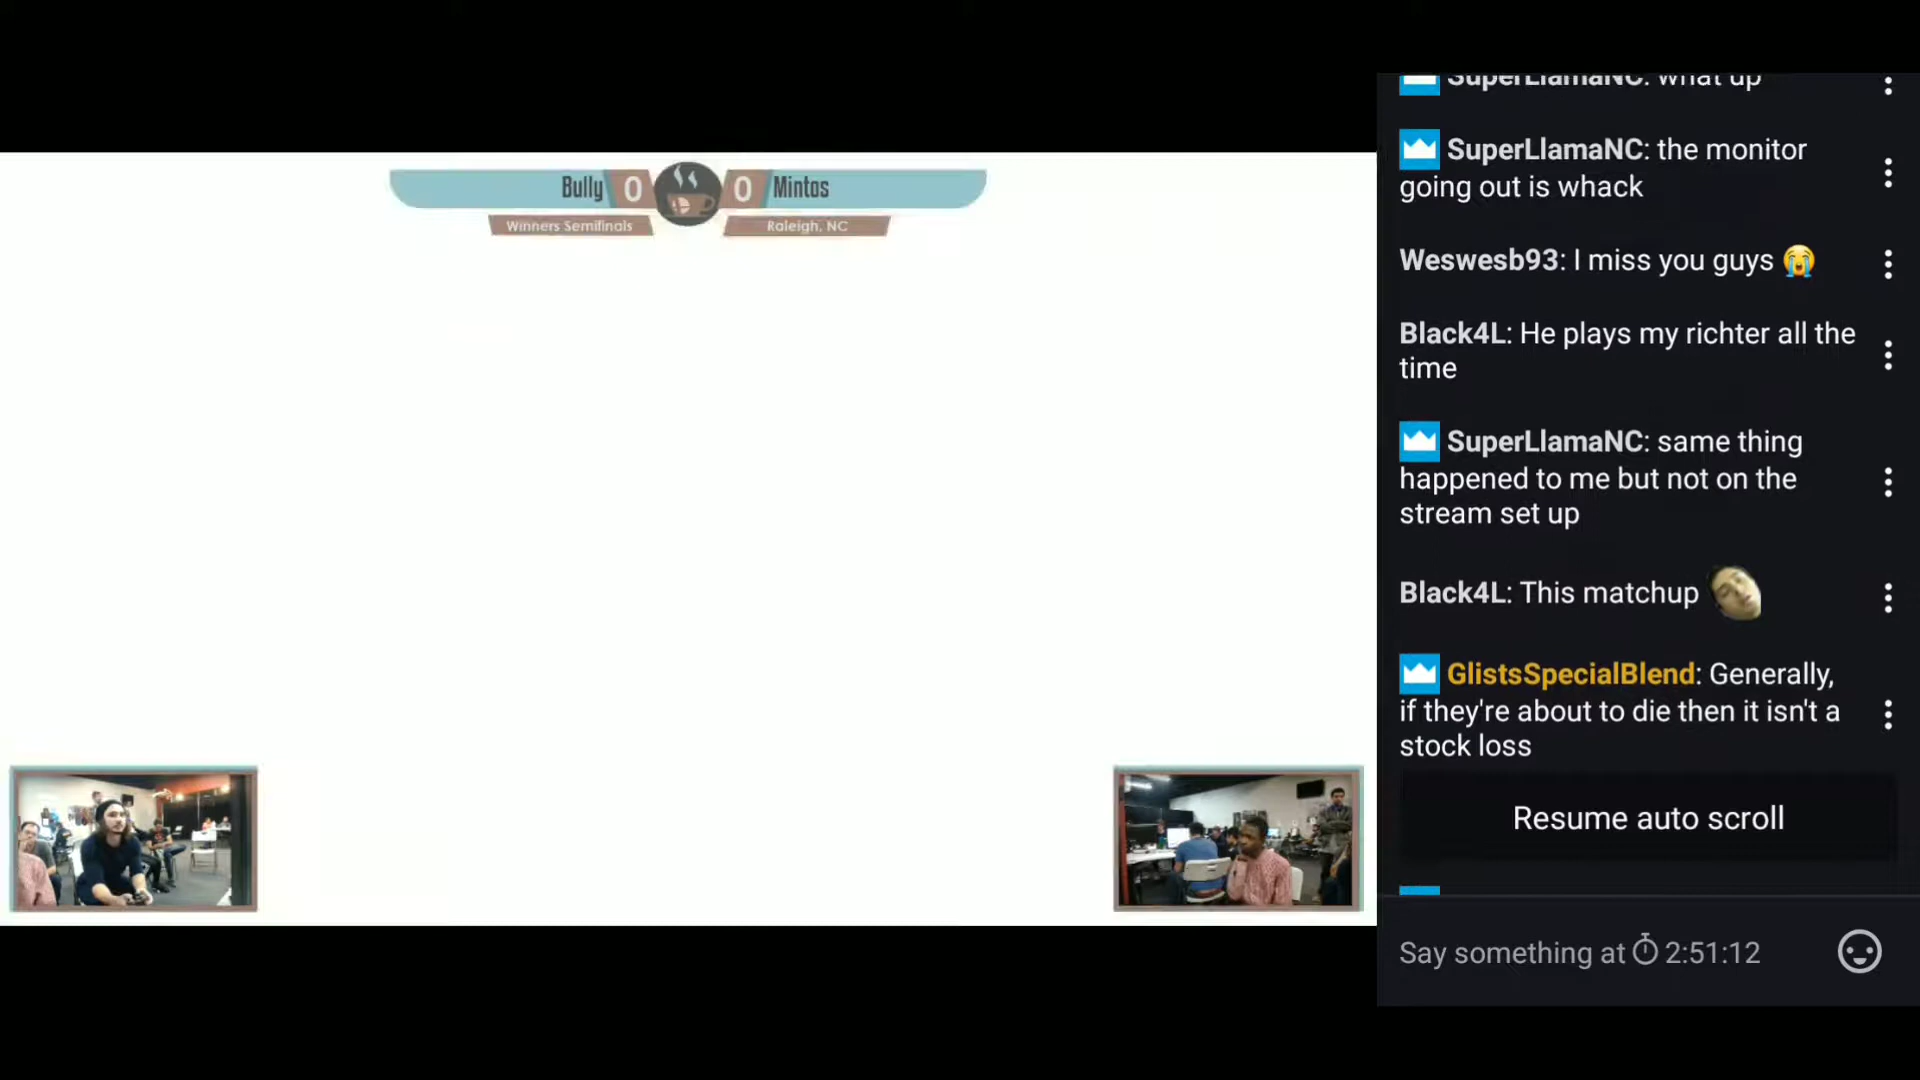 Bully 0 0 Mintos
Winners Semifinals Raleigh, NC
SuperLlamaNC: what up
SuperLlamaNC: the monitor
going out is whack
Weswesb93: I miss you guys 😭
Black4L: He plays my richter all the
time
SuperLlamaNC: same thing
happened to me but not on the
stream set up
Black4L: This matchup
GlistsSpecialBlend: Generally,
if they're about to die then it isn't a
stock loss
Resume auto scroll
Say something at 2:51:12